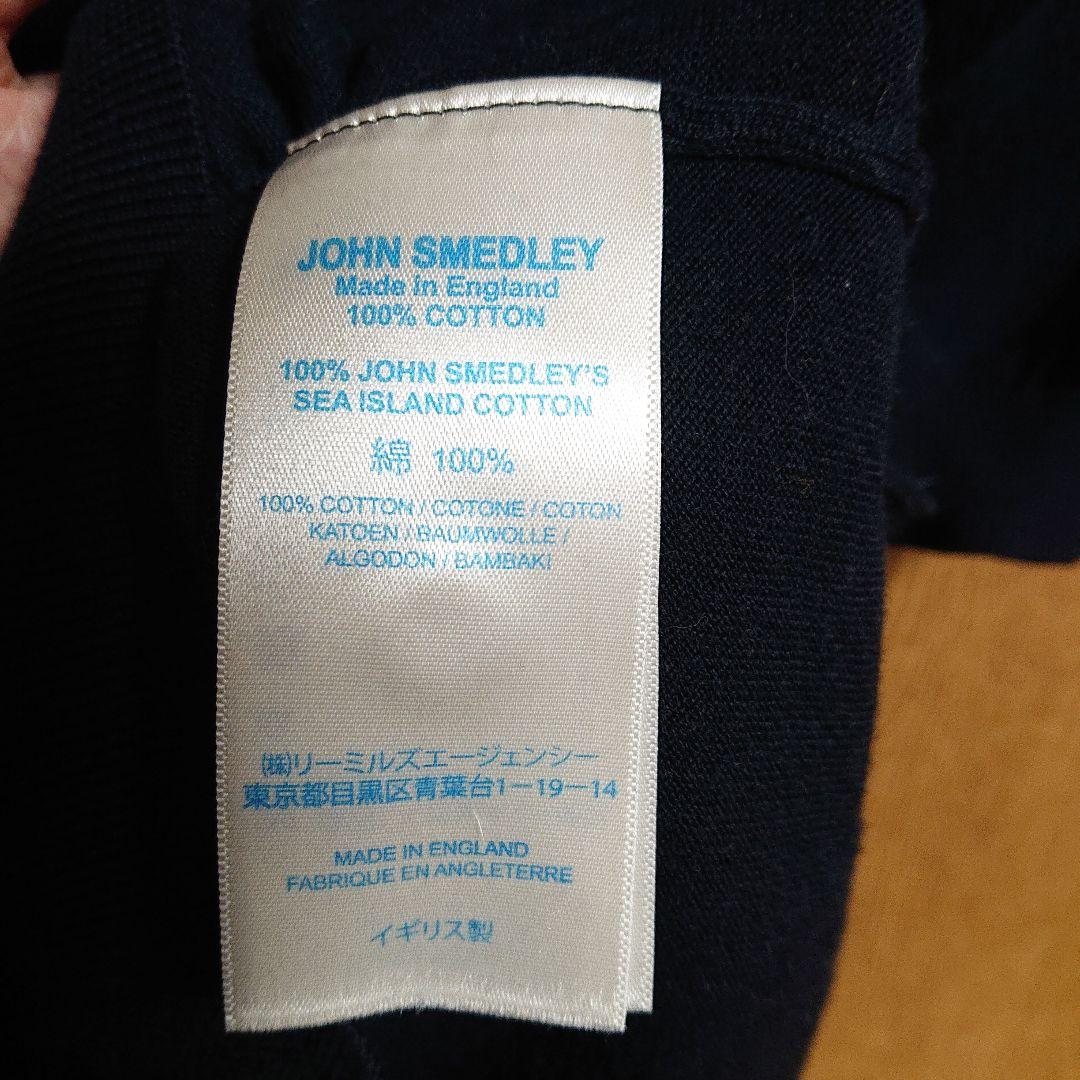 JOHN SMEDLEY
Made in England
100% COTTON
100% JOHN SMEDLEY'S
SEA ISLAND COTTON
綿 100%
100% COTTON / COTONE / COTON
KATOEN / BAUMWOLLE /
ALGODON / BAMBAKI
㈱リーミルズエージェンシー
東京都目黒区青葉台1-19-14
MADE IN ENGLAND
FABRIQUE EN ANGLETERRE
イギリス製